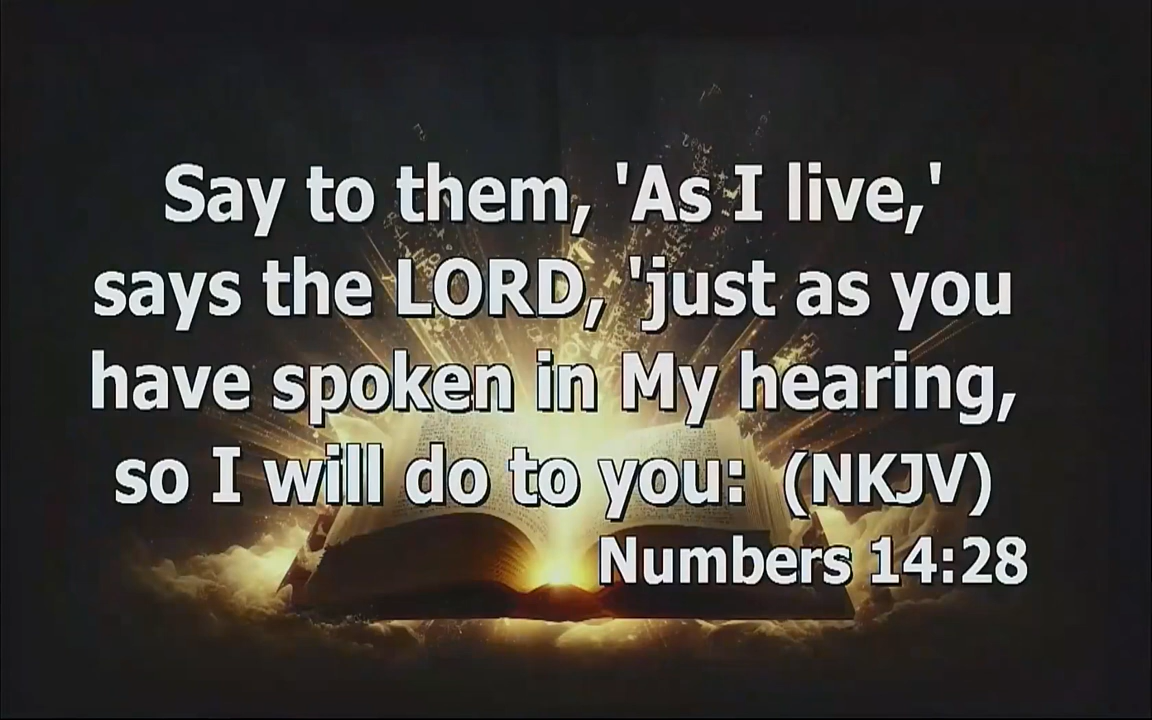 Say to them, 'As I live,'
says the LORD, 'just as you
have spoken in My hearing,
so I will do to you: (NKJV)
Numbers 14:28